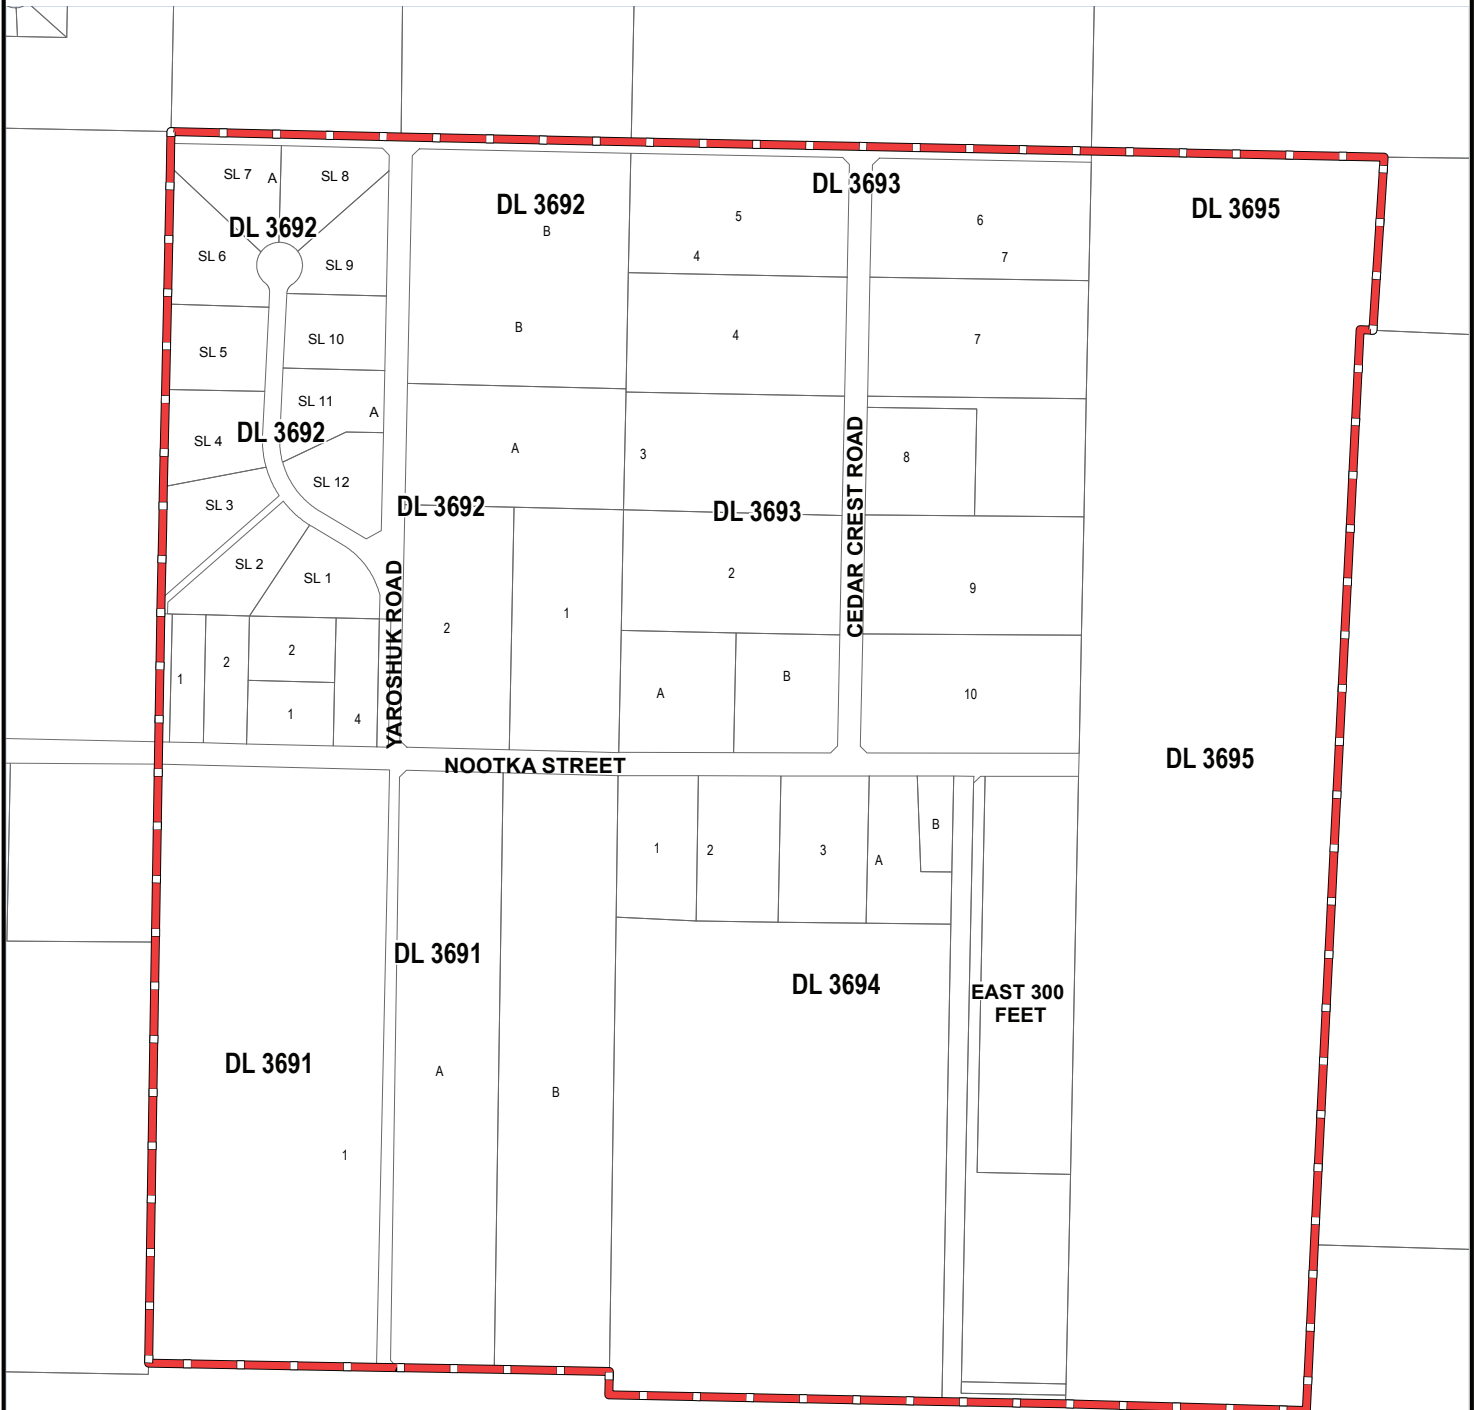 SL 7
A
SL 8
DL 3692
B
DL 3693
DL 3695
5
6
4
7
DL 3692
SL 6
SL 9
B
4
7
SL 5
SL 10
SL 11
A
SL 4
DL 3692
A
3
8
SL 12
SL 3
DL 3692
DL 3693
CEDAR CREST ROAD
SL 2
SL 1
2
9
1
YAROSHUK ROAD
2
1
2
2
1
4
A
B
10
NOOTKA STREET
DL 3695
1
2
3
A
B
DL 3691
DL 3694
EAST 300
FEET
DL 3691
A
B
1